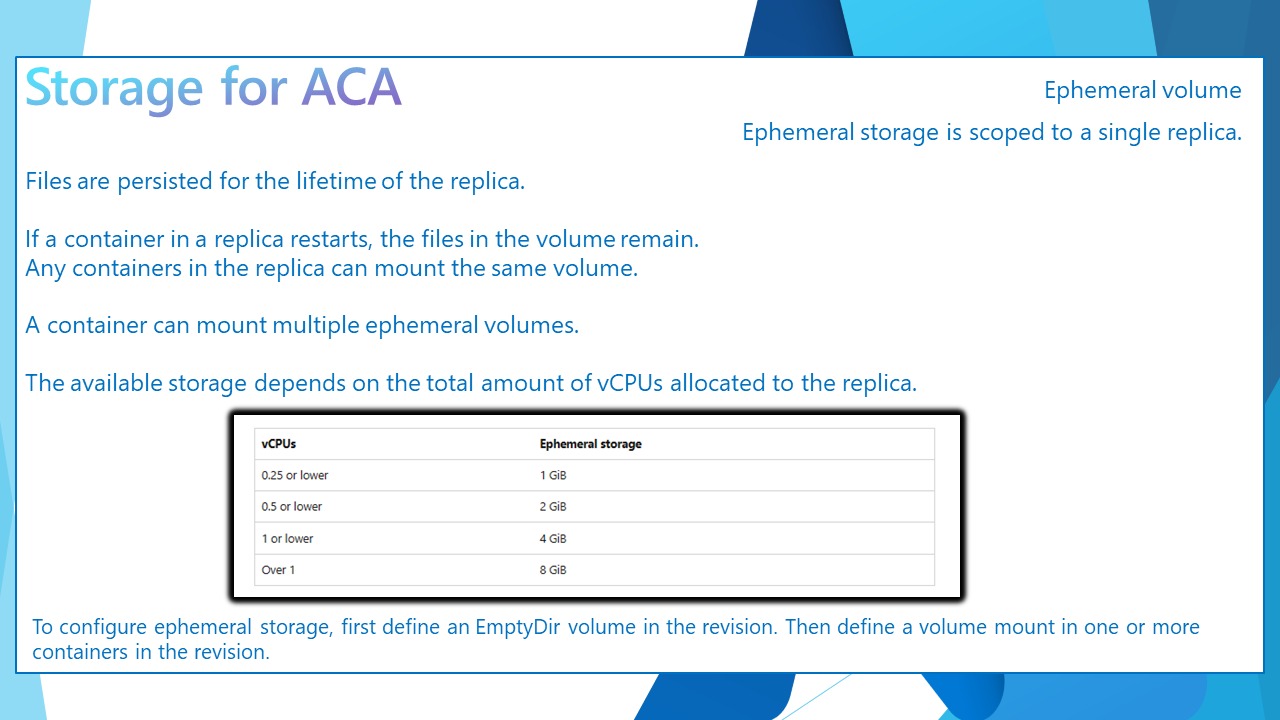 Storage for ACA
Ephemeral volume
Ephemeral storage is scoped to a single replica.
Files are persisted for the lifetime of the replica.
If a container in a replica restarts, the files in the volume remain.
Any containers in the replica can mount the same volume.
A container can mount multiple ephemeral volumes.
The available storage depends on the total amount of vCPUs allocated to the replica.
vCPUs Ephemeral storage
0.25 or lower 1 GiB
0.5 or lower 2 GiB
1 or lower 4 GiB
Over 1 8 GiB
To configure ephemeral storage, first define an EmptyDir volume in the revision. Then define a volume mount in one or more
containers in the revision.